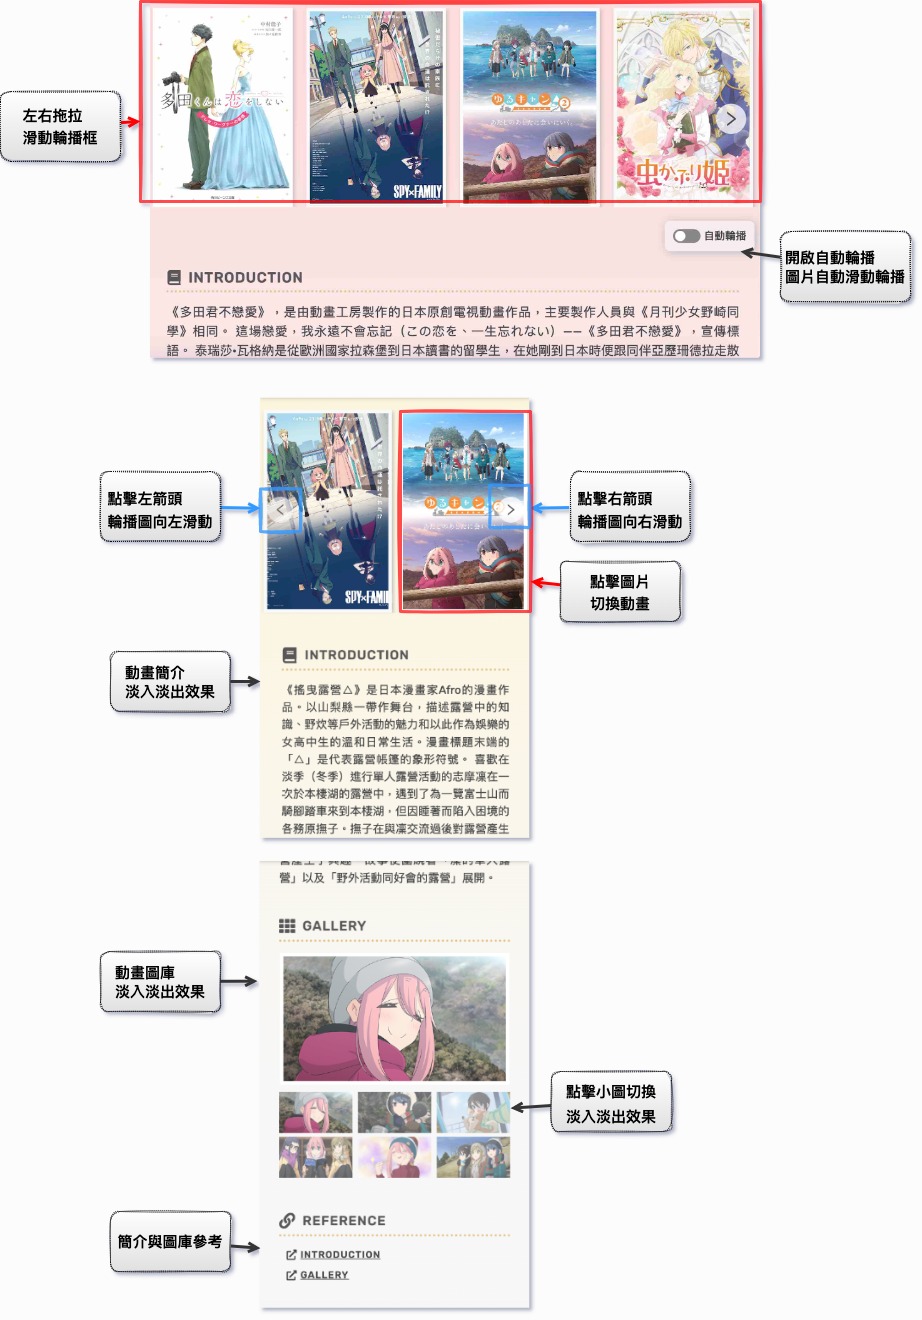 左右拖拉
滑動輪播框
中村颯希
多田くんは恋をしない
SPY×FAMILY
ゆるキャン
2
虫かぶり姫
自動輪播
開啟自動輪播
圖片自動滑動輪播
INTRODUCTION
《多田君不戀愛》，是由動畫工房製作的日本原創電視動畫作品，主要製作人員與《月刊少女野崎同
學》相同。 這場戀愛，我永遠不會忘記（この恋を、一生忘れない）——《多田君不戀愛》，宣傳標
語。 泰瑞莎•瓦格納是從歐洲國家拉森堡到日本讀書的留學生，在她剛到日本時便跟同伴亞歷珊德拉走散
點擊左箭頭
輪播圖向左滑動
SPY×FAMIL
ゆるキャン
點擊右箭頭
輪播圖向右滑動
點擊圖片
切換動畫
動畫簡介
淡入淡出效果
INTRODUCTION
《搖曳露營△》是日本漫畫家Afro的漫畫作
品。以山梨縣一帶作舞台，描述露營中的知
識、野炊等戶外活動的魅力和以此作為娛樂的
女高中生的溫和日常生活。漫畫標題末端的
「△」是代表露營帳篷的象形符號。 喜歡在
淡季（冬季）進行單人露營活動的志摩凜在一
次於本棲湖的露營中，遇到了為一覽富士山而
騎腳踏車來到本棲湖，但因睡著而陷入困境的
各務原撫子。撫子在與凜交流過後對露營產生
營」以及「野外活動同好會的露營」展開。
GALLERY
動畫圖庫
淡入淡出效果
點擊小圖切換
淡入淡出效果
REFERENCE
INTRODUCTION
GALLERY
簡介與圖庫參考